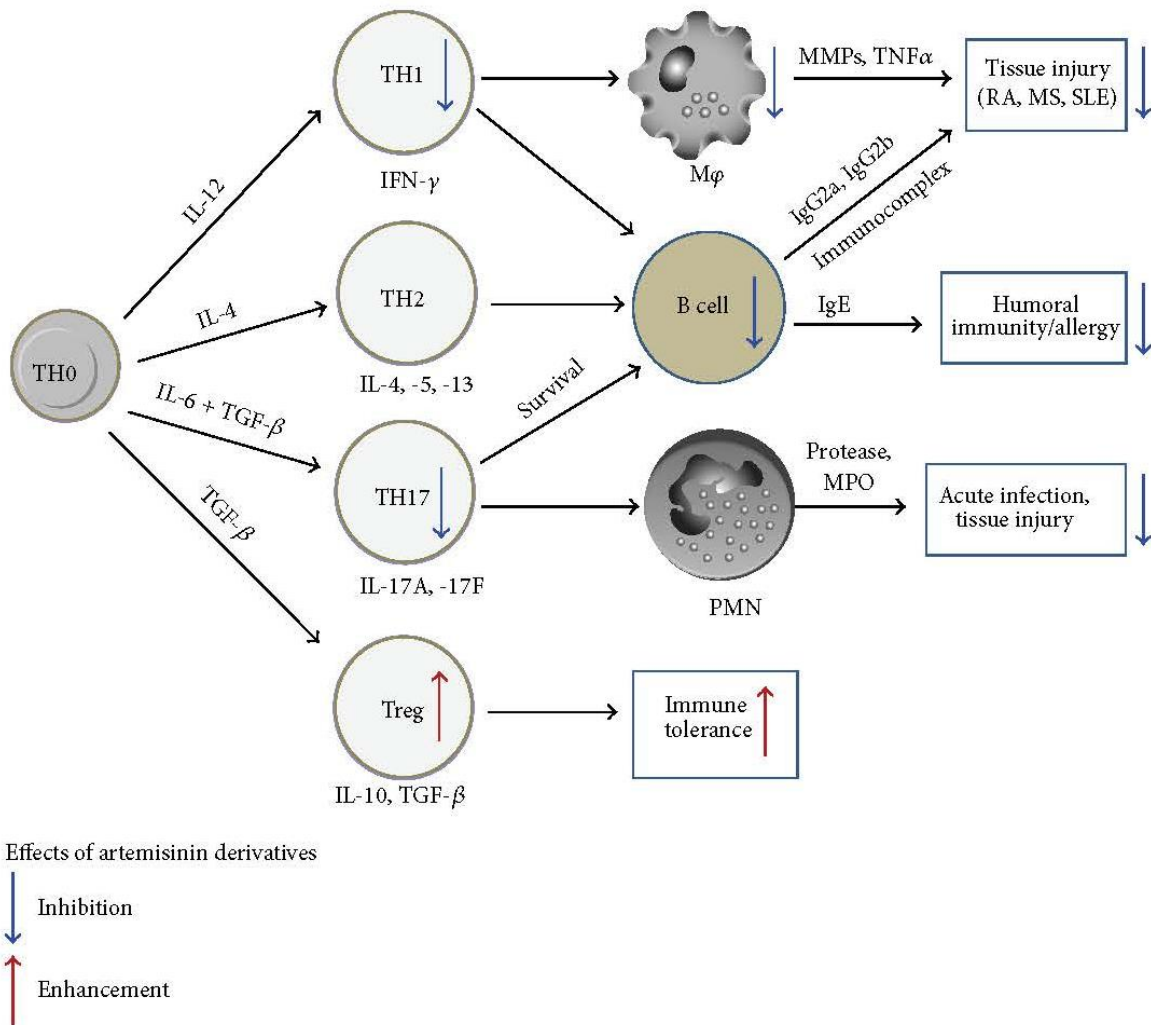 TH0
IL-12
IL-4
IL-6 + TGF-β
TGF-β
TH1
IFN-γ
TH2
IL-4, -5, -13
TH17
IL-17A, -17F
Treg
IL-10, TGF-β
Survival
Mφ
B cell
PMN
Immune
tolerance
MMPs, TNFα
IgG2a, IgG2b
Immunocomplex
IgE
Protease,
MPO
Tissue injury
(RA, MS, SLE)
Humoral
immunity/allergy
Acute infection,
tissue injury
Effects of artemisinin derivatives
Inhibition
Enhancement